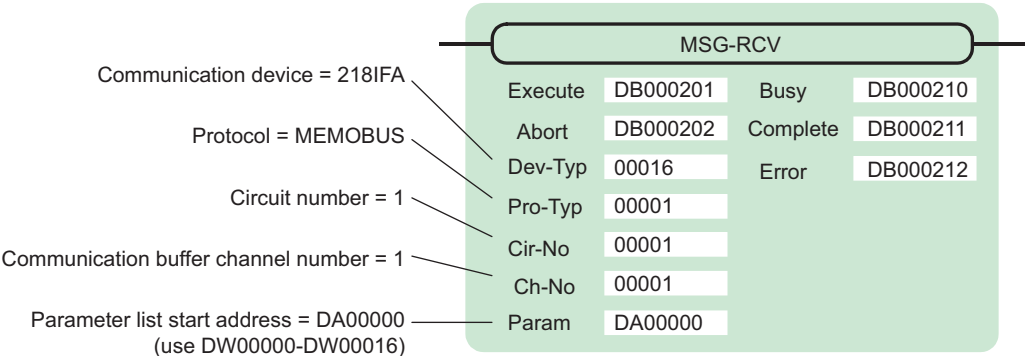 MSG-RCV
Communication device = 218IFA
Protocol = MEMOBUS
Circuit number = 1
Communication buffer channel number = 1
Parameter list start address = DA00000
(use DW00000-DW00016)
Execute DB000201 Busy DB000210
Abort DB000202 Complete DB000211
Dev-Typ 00016 Error DB000212
Pro-Typ 00001
Cir-No 00001
Ch-No 00001
Param DA00000